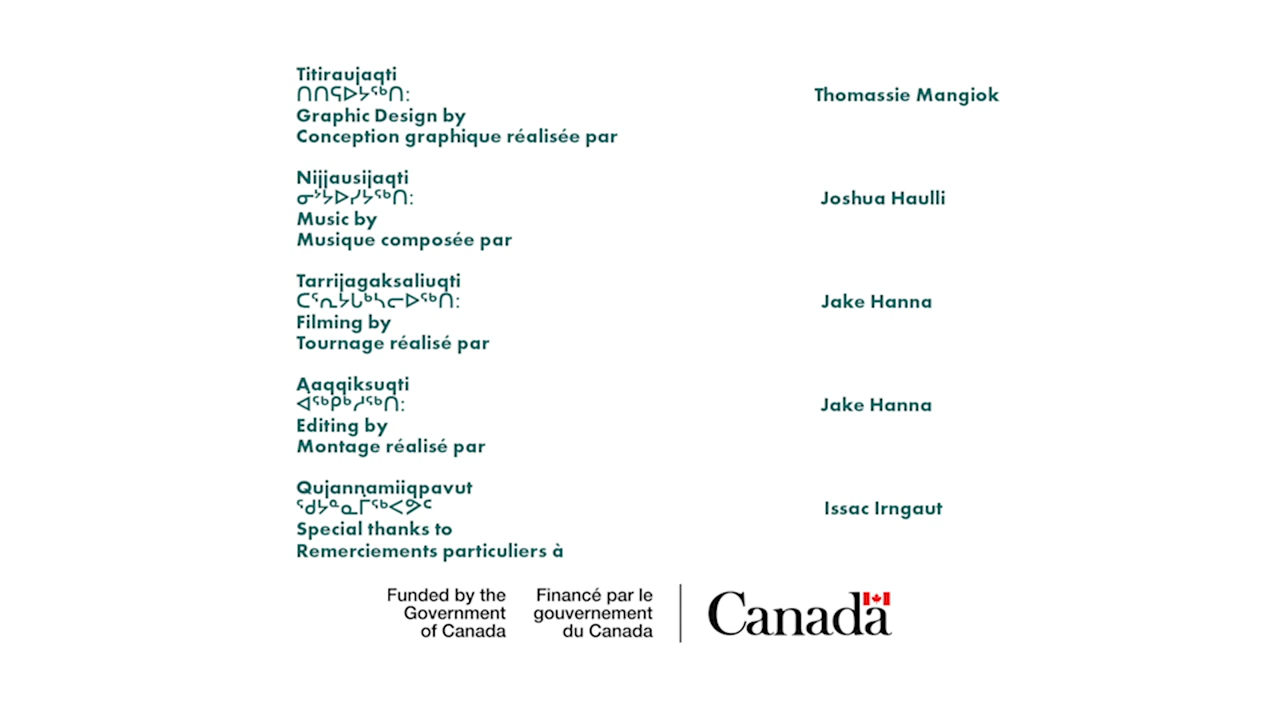 Titiraujaqti
ᑎᑎᕋᐅᔭᖅᑎ:
Graphic Design by
Conception graphique réalisée par
Thomassie Mangiok
Nijjausijaqti
ᓂᔾᔭᐅᓯᔭᖅᑎ:
Music by
Musique composée par
Joshua Haulli
Tarrijagaksaliuqti
ᑕᕐᕆᔭᒐᒃᓴᓕᐅᖅᑎ:
Filming by
Tournage réalisé par
Jake Hanna
Aaqqiksuqti
ᐋᖅᑭᒃᓱᖅᑎ:
Editing by
Montage réalisé par
Jake Hanna
Qujannamiiqpavut
ᖁᔭᓐᓇᒦᖅᐸᕗᑦ
Special thanks to
Remerciements particuliers à
Issac Irngaut
Funded by the
Government
of Canada
Financé par le
gouvernement
du Canada
Canada